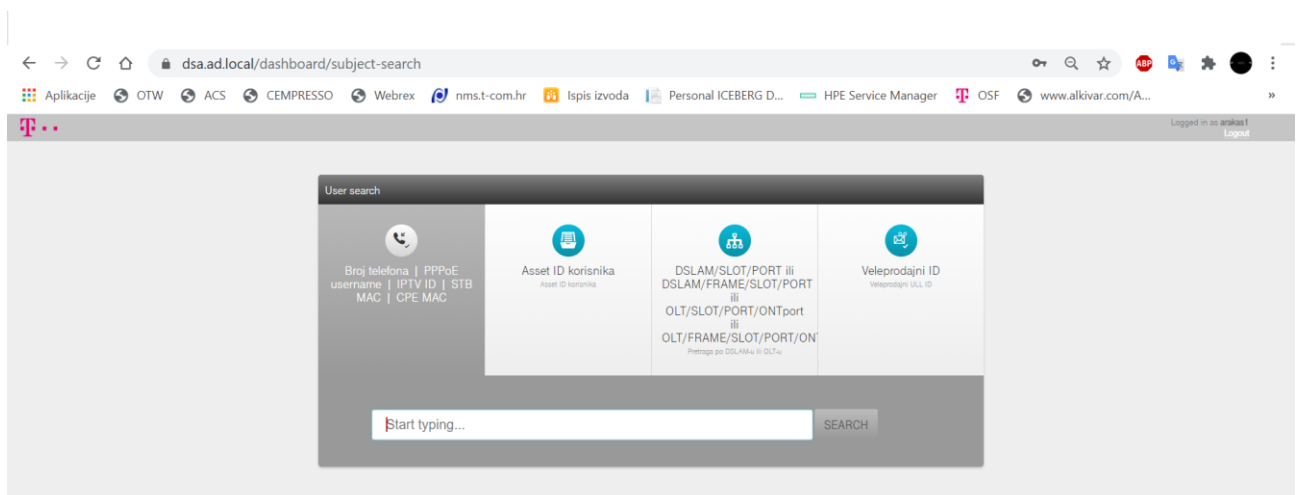 dsa.ad.local/dashboard/subject-search
ABP
Aplikacije OTW ACS CEMPRESSO Webrex nms.t-com.hr Ispis izvoda Personal ICEBERG D... HPE Service Manager OSF www.alkivar.com/A... »
T
Logged in as arakas1
Logout
User search
Broj telefona | PPPoE
username | IPTV ID | STB
MAC | CPE MAC
Asset ID korisnika
Asset ID korisnika
DSLAM/SLOT/PORT ili
DSLAM/FRAME/SLOT/PORT
ili
OLT/SLOT/PORT/ONTport
ili
OLT/FRAME/SLOT/PORT/ON
Pretraga po DSLAM-u ili OLT-u
Veleprodajni ID
Veleprodajni ULL ID
Start typing...
SEARCH